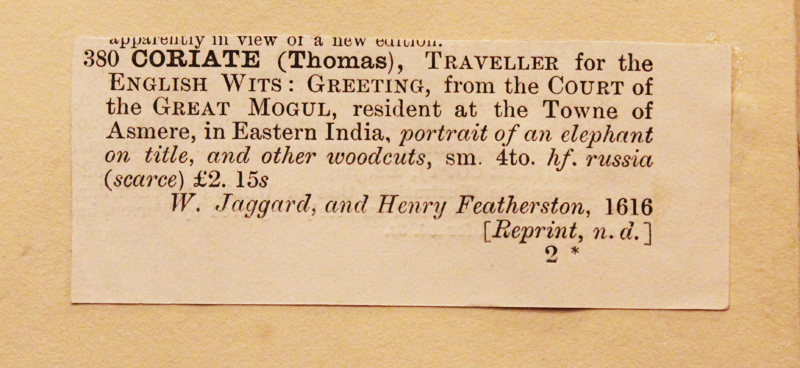 apparently in view of a new edition.
380 CORIATE (Thomas), TRAVELLER for the
ENGLISH WITS: GREETING, from the COURT of
the GREAT MOGUL, resident at the Towne of
Asmere, in Eastern India, portrait of an elephant
on title, and other woodcuts, sm. 4to. hf. russia
(scarce) £2. 15s
W. Jaggard, and Henry Featherston, 1616
[Reprint, n. d.]
2 *